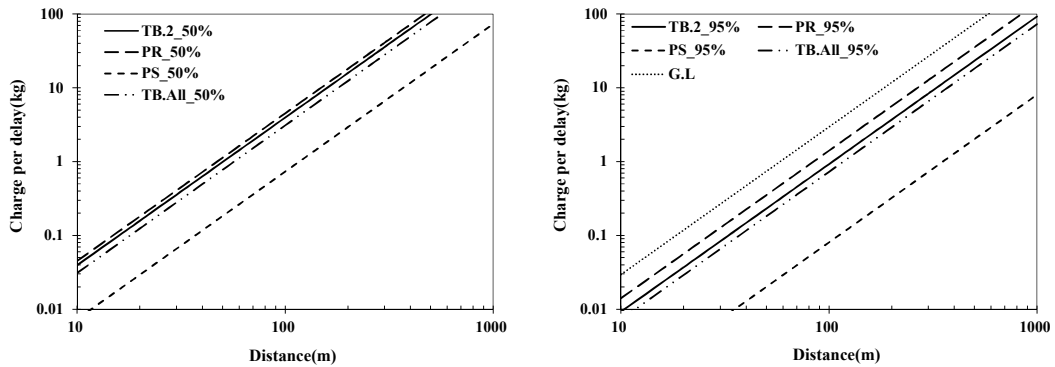 100
10
1
0.1
0.01
Charge per delay(kg)
TB.2_50%
PR_50%
PS_50%
TB.All_50%
10
100
1000
Distance(m)
100
10
1
0.1
0.01
Charge per delay(kg)
TB.2_95%
PR_95%
PS_95%
TB.All_95%
G.L
10
100
1000
Distance(m)